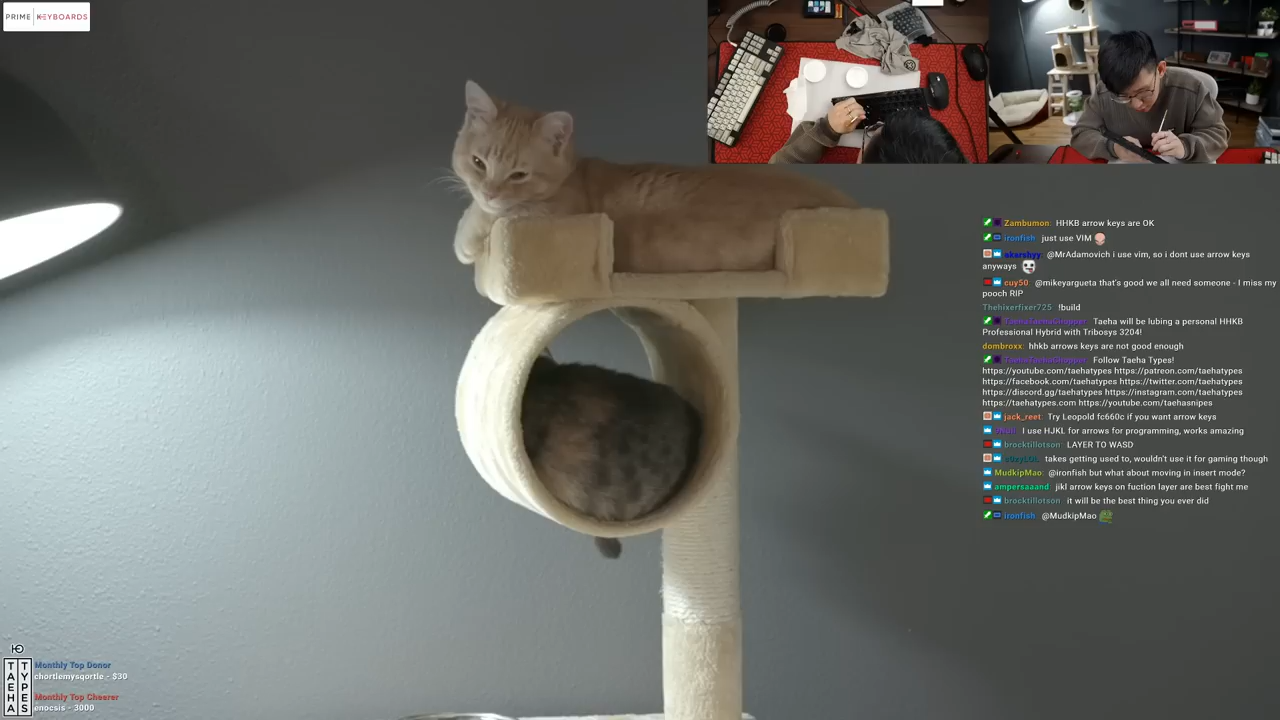 PRIME KEYBOARDS
Zambumon: HHKB arrow keys are OK
ironfish just use VIM
akarshyy: @MrAdamovich i use vim, so i dont use arrow keys
anyways
cuy50 @mikeyargueta that's good we all need someone - I miss my
pooch RIP
Thehixerfixer725 !build
Taeha will be lubing a personal HHKB
Professional Hybrid with Tribosys 3204!
dombroxx: hhkb arrows keys are not good enough
Follow Taeha Types!
https://youtube.com/taehatypes https://patreon.com/taehatypes
https://facebook.com/taehatypes https://twitter.com/taehatypes
https://discord.gg/taehatypes https://instagram.com/taehatypes
https://taehatypes.com https://youtube.com/taehasnipes
jack_reet: Try Leopold fc660c if you want arrow keys
I use HJKL for arrows for programming, works amazing
brocktillotson: LAYER TO WASD
takes getting used to, wouldn't use it for gaming though
MudkipMao: @ironfish but what about moving in insert mode?
ampersaaand: jikl arrow keys on fuction layer are best fight me
brocktillotson: it will be the best thing you ever did
ironfish: @MudkipMao
TAEHA TYPES
Monthly Top Donor
chortlemysqortle - $30
Monthly Top Cheerer
enocsis - 3000